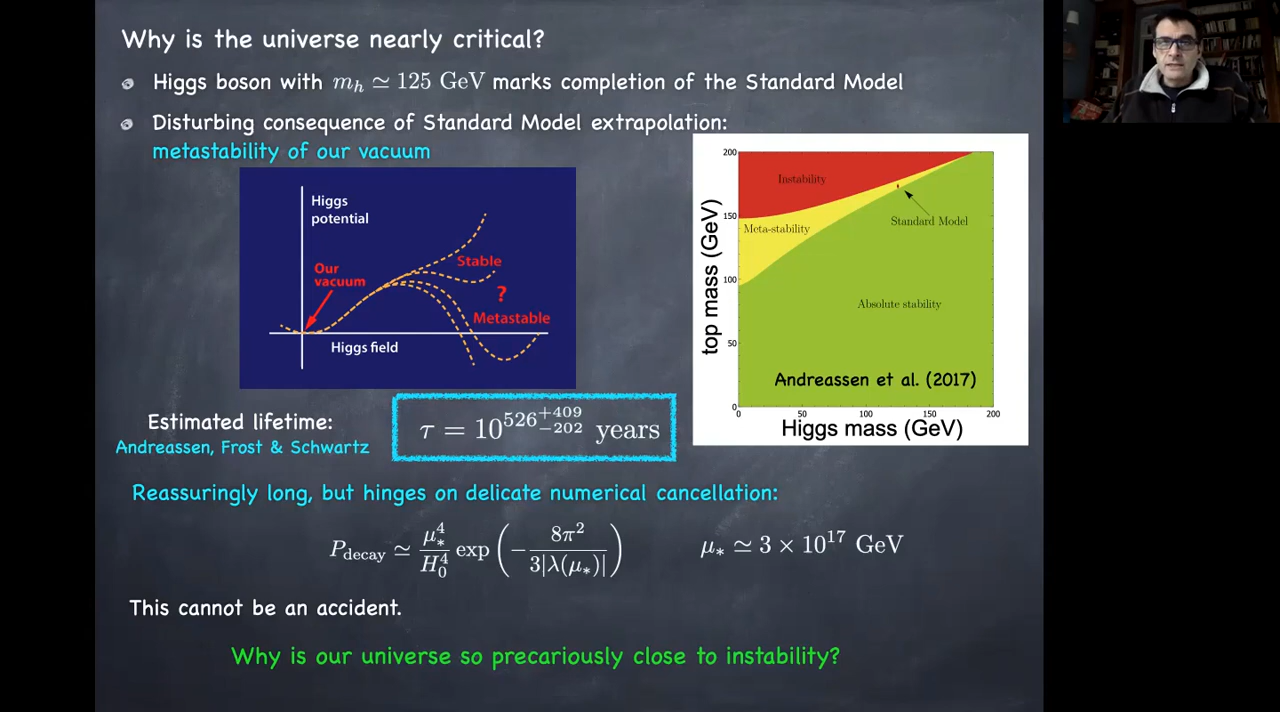 Why is the universe nearly critical?
Higgs boson with m_h ≃ 125 GeV marks completion of the Standard Model
Disturbing consequence of Standard Model extrapolation:
metastability of our vacuum
Higgs
potential
Our
vacuum
Stable
?
Metastable
Higgs field
200
150
100
50
0
0
50
100
150
200
top mass (GeV)
Higgs mass (GeV)
Instability
Meta-stability
Standard Model
Absolute stability
Andreassen et al. (2017)
Estimated lifetime:
Andreassen, Frost & Schwartz
τ = 10^{526^{+409}_{-202}} years
Reassuringly long, but hinges on delicate numerical cancellation:
P_decay ≃ μ_*^4 / H_0^4 exp(−8π^2 / 3|λ(μ_*)|)
μ_* ≃ 3 × 10^17 GeV
This cannot be an accident.
Why is our universe so precariously close to instability?